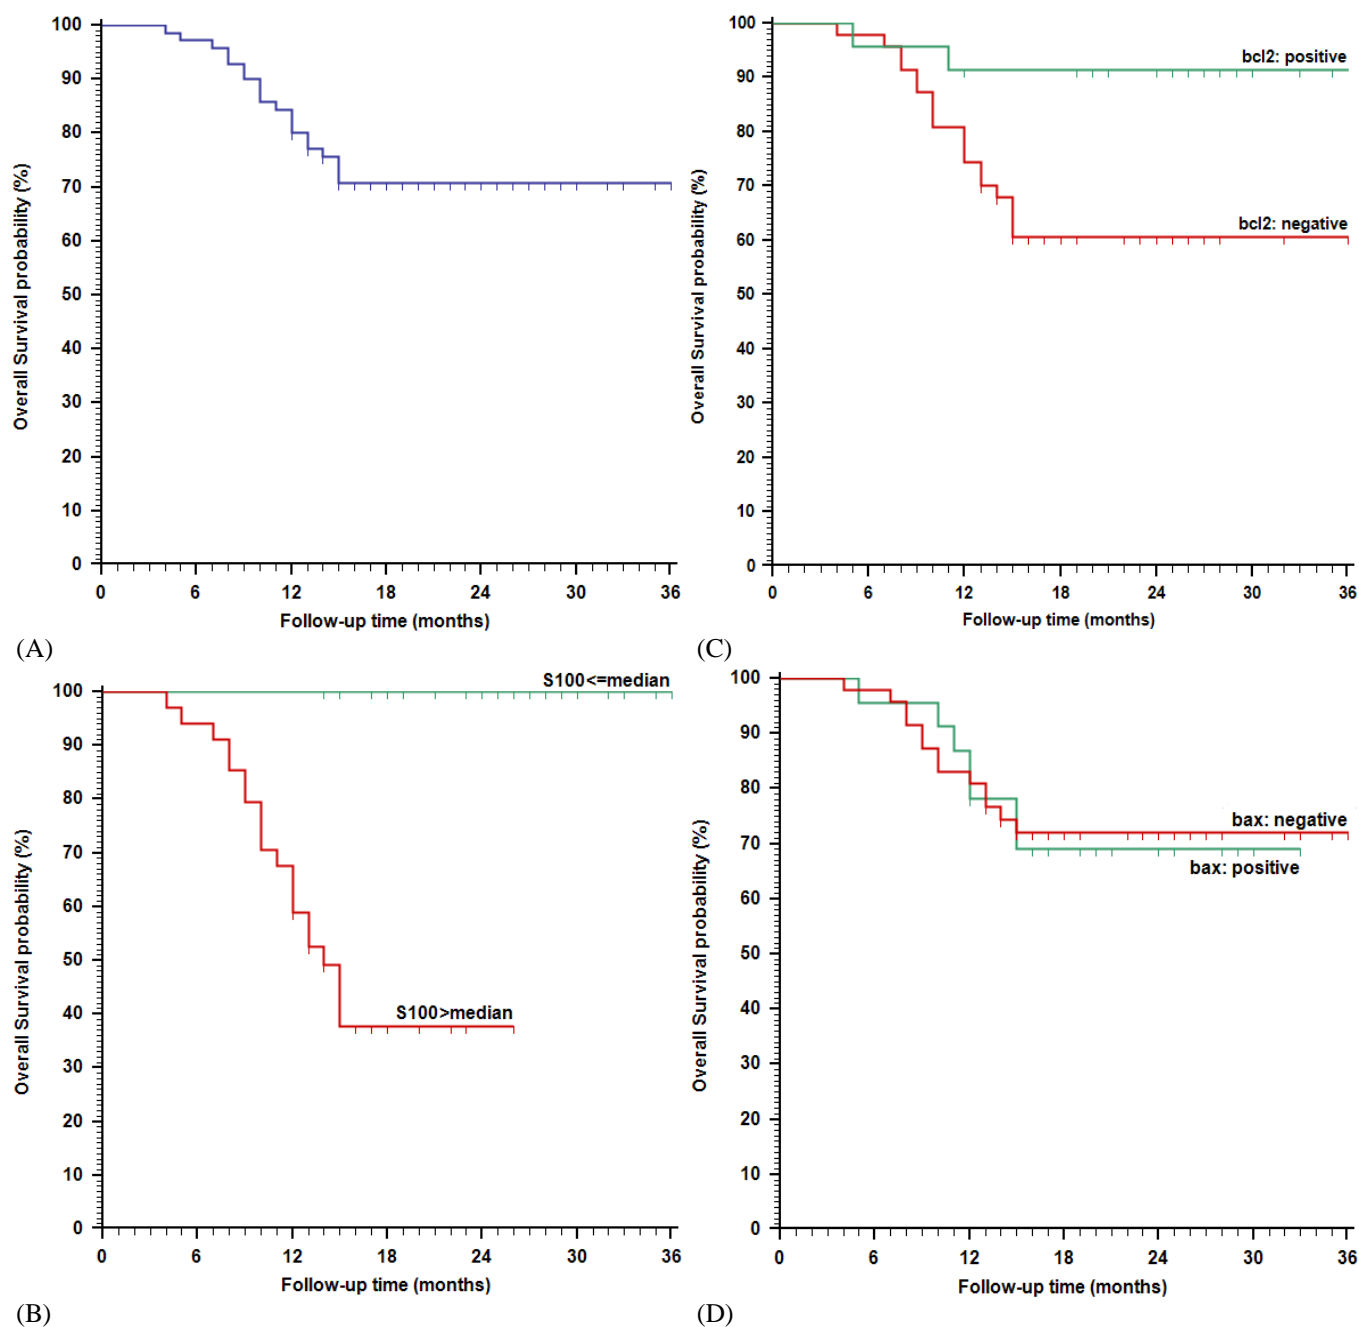 100
90
80
70
60
50
40
30
20
10
0
Overall Survival probability (%)
0 6 12 18 24 30 36
Follow-up time (months)
(A)
100
90
80
70
60
50
40
30
20
10
0
Overall Survival probability (%)
bcl2: positive
bcl2: negative
0 6 12 18 24 30 36
Follow-up time (months)
(C)
100
90
80
70
60
50
40
30
20
10
0
Overall Survival probability (%)
S100<=median
S100>median
0 6 12 18 24 30 36
Follow-up time (months)
(B)
100
90
80
70
60
50
40
30
20
10
0
Overall Survival probability (%)
bax: negative
bax: positive
0 6 12 18 24 30 36
Follow-up time (months)
(D)